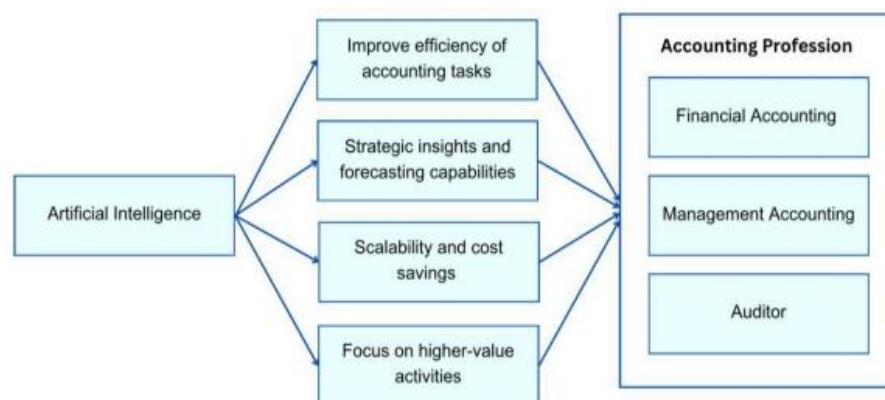 Artificial Intelligence
Improve efficiency of
accounting tasks
Strategic insights and
forecasting capabilities
Scalability and cost
savings
Focus on higher-value
activities
Accounting Profession
Financial Accounting
Management Accounting
Auditor